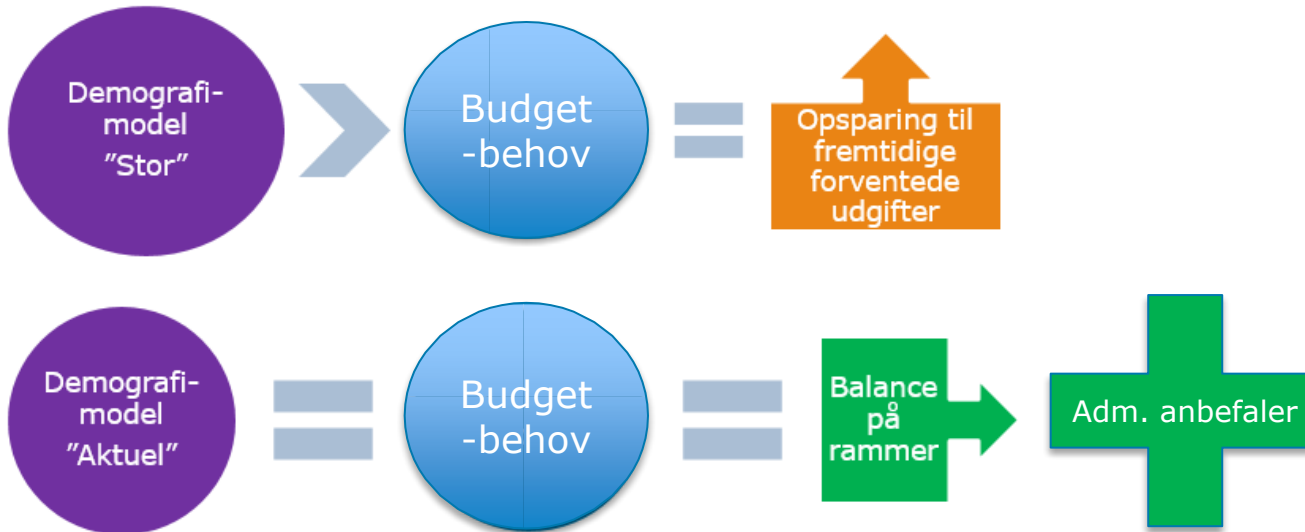 Demografi-
model
”Stor”
Budget
-behov
Opsparing til
fremtidige
forventede
udgifter
Demografi-
model
”Aktuel”
Budget
-behov
Balance
på
rammer
Adm. anbefaler